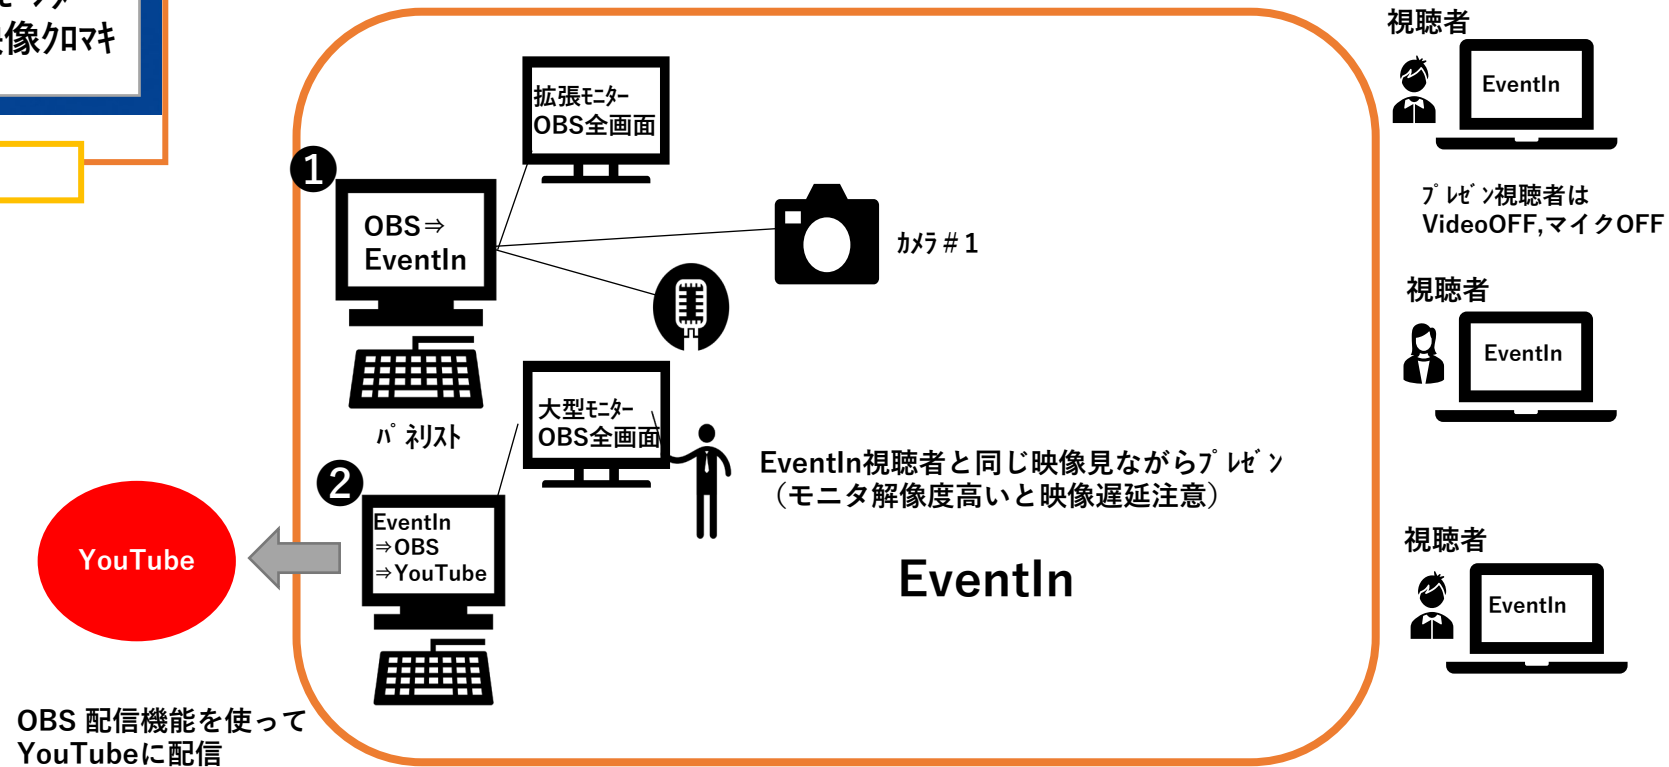 映像ｸﾛﾏｷ
拡張ﾓﾆﾀｰ
OBS全画面
❶
OBS⇒
EventIn
ｶﾒﾗ＃1
ﾊﾟﾈﾘｽﾄ
大型ﾓﾆﾀｰ
OBS全画面
EventIn視聴者と同じ映像見ながらﾌﾟﾚｾﾞﾝ
（モニタ解像度高いと映像遅延注意）
❷
EventIn
⇒OBS
⇒YouTube
YouTube
EventIn
OBS 配信機能を使って
YouTubeに配信
視聴者
EventIn
ﾌﾟﾚｾﾞﾝ視聴者は
VideoOFF,マイクOFF
視聴者
EventIn
視聴者
EventIn